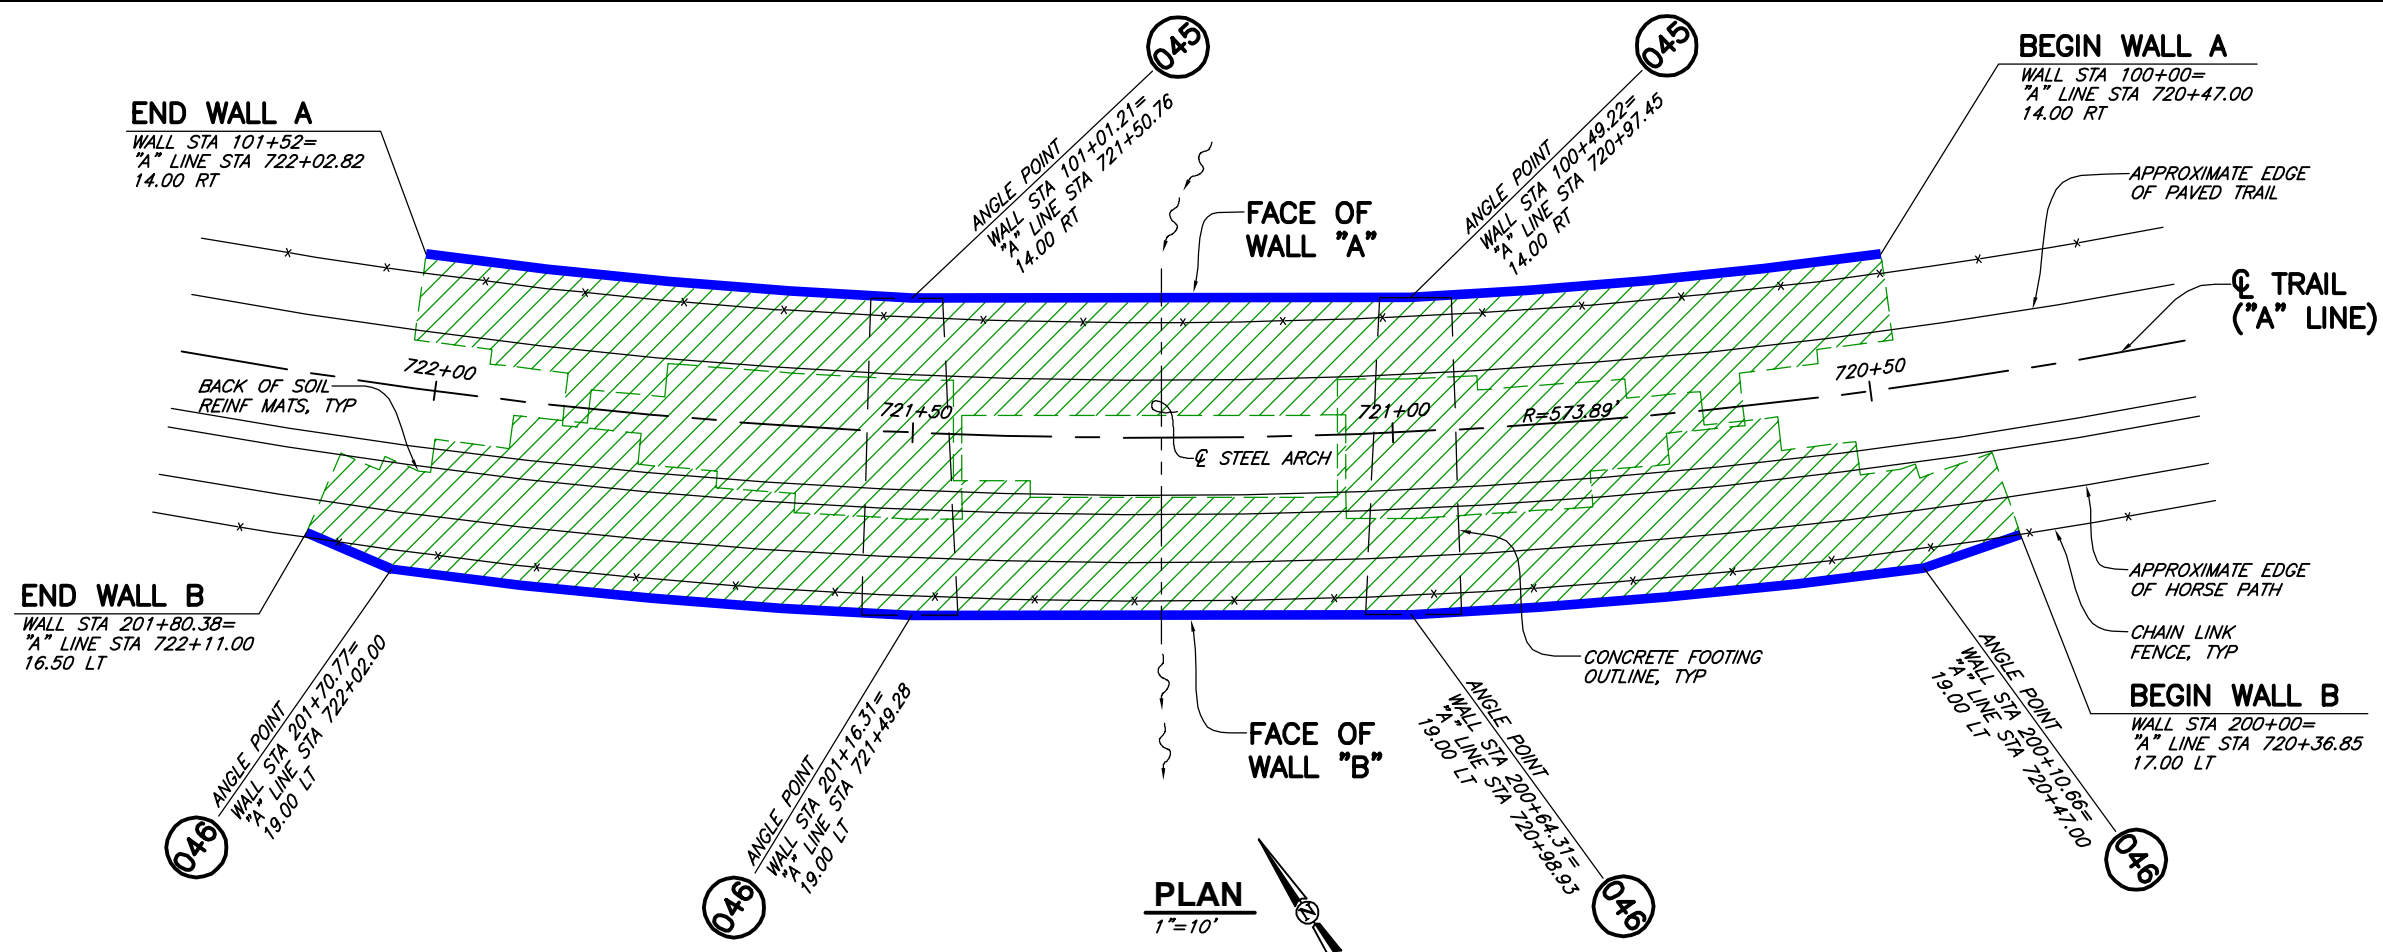 045
045
BEGIN WALL A
WALL STA 100+00=
"A" LINE STA 720+47.00
14.00 RT
END WALL A
WALL STA 101+52=
"A" LINE STA 722+02.82
14.00 RT
ANGLE POINT
WALL STA 101+01.21=
"A" LINE STA 721+50.76
14.00 RT
ANGLE POINT
WALL STA 100+49.22=
"A" LINE STA 720+97.45
14.00 RT
FACE OF
WALL "A"
APPROXIMATE EDGE
OF PAVED TRAIL
℄ TRAIL
("A" LINE)
722+00
BACK OF SOIL
REINF MATS, TYP
721+50
721+00
R=573.89'
720+50
℄ STEEL ARCH
END WALL B
WALL STA 201+80.38=
"A" LINE STA 722+11.00
16.50 LT
ANGLE POINT
WALL STA 201+70.77=
"A" LINE STA 722+02.00
19.00 LT
046
ANGLE POINT
WALL STA 201+16.31=
"A" LINE STA 721+49.28
19.00 LT
046
FACE OF
WALL "B"
ANGLE POINT
WALL STA 200+64.31=
"A" LINE STA 720+98.93
19.00 LT
046
CONCRETE FOOTING
OUTLINE, TYP
ANGLE POINT
WALL STA 200+10.66=
"A" LINE STA 720+47.00
19.00 LT
046
APPROXIMATE EDGE
OF HORSE PATH
CHAIN LINK
FENCE, TYP
BEGIN WALL B
WALL STA 200+00=
"A" LINE STA 720+36.85
17.00 LT
PLAN
1"=10'
N